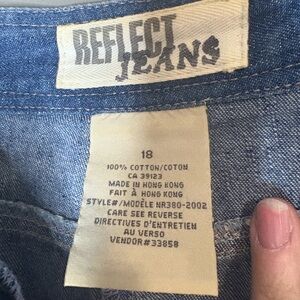 REFLECT
JEANS
18
100% COTTON/COTON
CA 39123
MADE IN HONG KONG
FAIT À HONG KONG
STYLE#/MODÈLE NR380-2002
CARE SEE REVERSE
DIRECTIVES D'ENTRETIEN
AU VERSO
VENDOR#33858